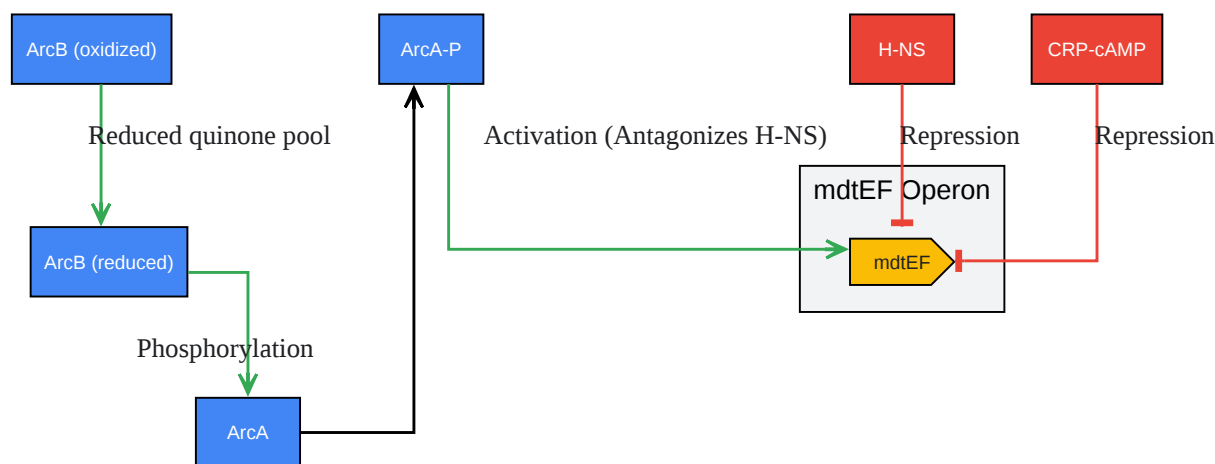 ArcB (oxidized)
ArcA-P
H-NS
CRP-cAMP
Reduced quinone pool
Activation (Antagonizes H-NS)
Repression
Repression
mdtEF Operon
ArcB (reduced)
mdtEF
Phosphorylation
ArcA